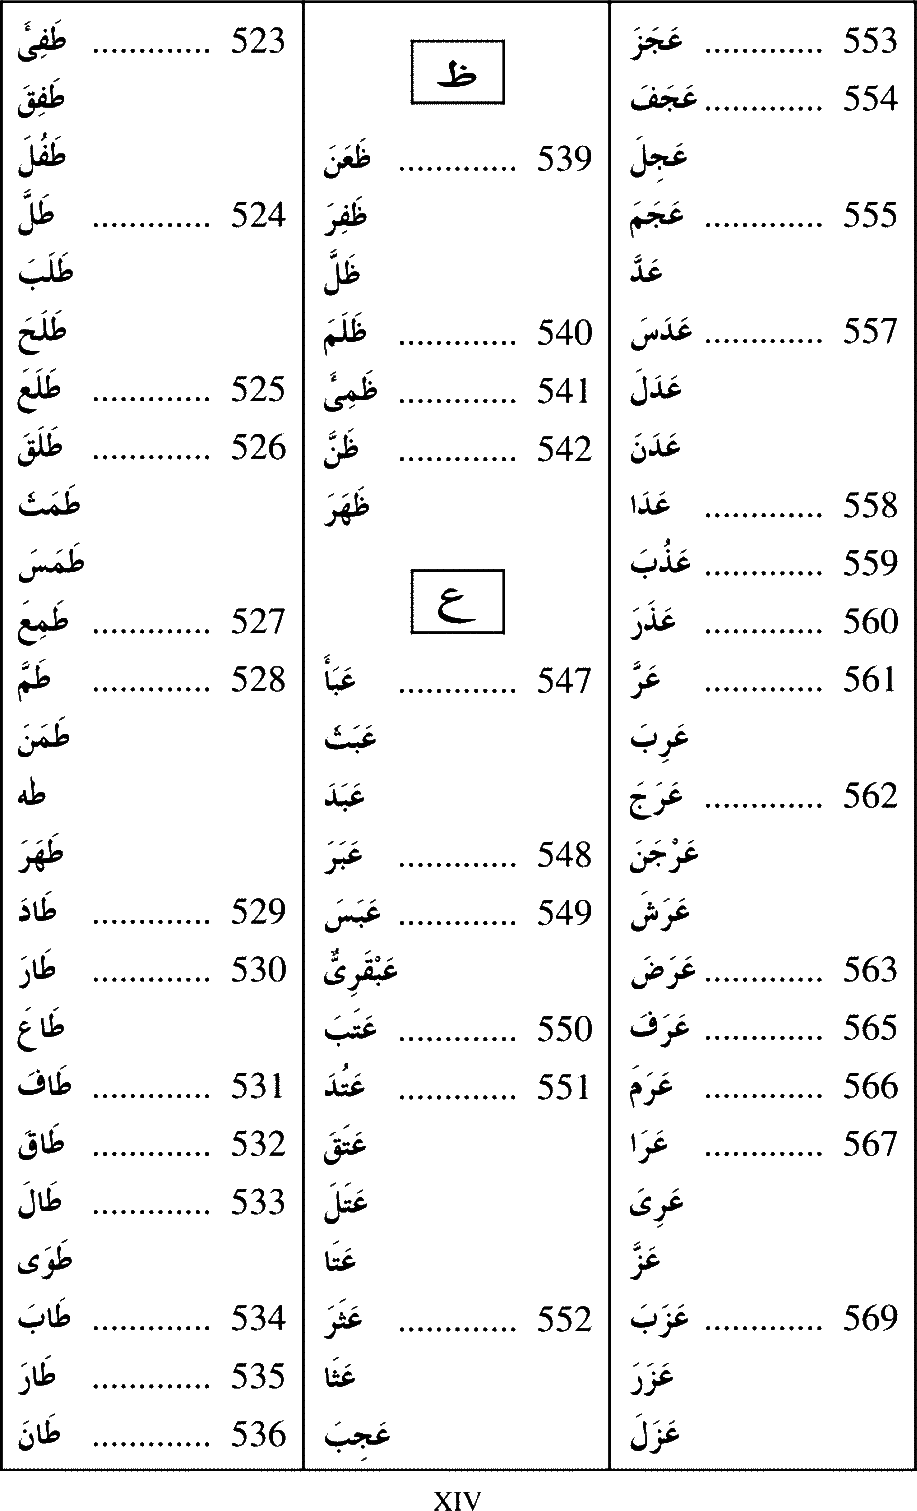 طَفِئَ ............. 523
طَفِقَ
طَفُلَ
طَلَّ ............. 524
طَلَبَ
طَلَحَ
طَلَعَ ............. 525
طَلَقَ ............. 526
طَمَثَ
طَمَسَ
طَمِعَ ............. 527
طَمَّ ............. 528
طَمَنَ
طه
طَهَرَ
طَادَ ............. 529
طَارَ ............. 530
طَاعَ
طَافَ ............. 531
طَاقَ ............. 532
طَالَ ............. 533
طَوَى
طَابَ ............. 534
طَارَ ............. 535
طَانَ ............. 536
ظ
ظَعَنَ ............. 539
ظَفِرَ
ظَلَّ
ظَلَمَ ............. 540
ظَمِئَ ............. 541
ظَنَّ ............. 542
ظَهَرَ
ع
عَبَأَ ............. 547
عَبَثَ
عَبَدَ
عَبَرَ ............. 548
عَبَسَ ............. 549
عَبْقَرِىٌّ
عَتَبَ ............. 550
عَتُدَ ............. 551
عَتَقَ
عَتَلَ
عَتَا
عَثَرَ ............. 552
عَثَا
عَجِبَ
عَجَزَ ............. 553
عَجَفَ ............. 554
عَجِلَ
عَجَمَ ............. 555
عَدَّ
عَدَسَ ............. 557
عَدَلَ
عَدَنَ
عَدَا ............. 558
عَذُبَ ............. 559
عَذَرَ ............. 560
عَرَّ ............. 561
عَرِبَ
عَرَجَ ............. 562
عَرْجَنَ
عَرَشَ
عَرَضَ ............. 563
عَرَفَ ............. 565
عَرَمَ ............. 566
عَرَا ............. 567
عَرِىَ
عَزَّ
عَزَبَ ............. 569
عَزَرَ
عَزَلَ
XIV